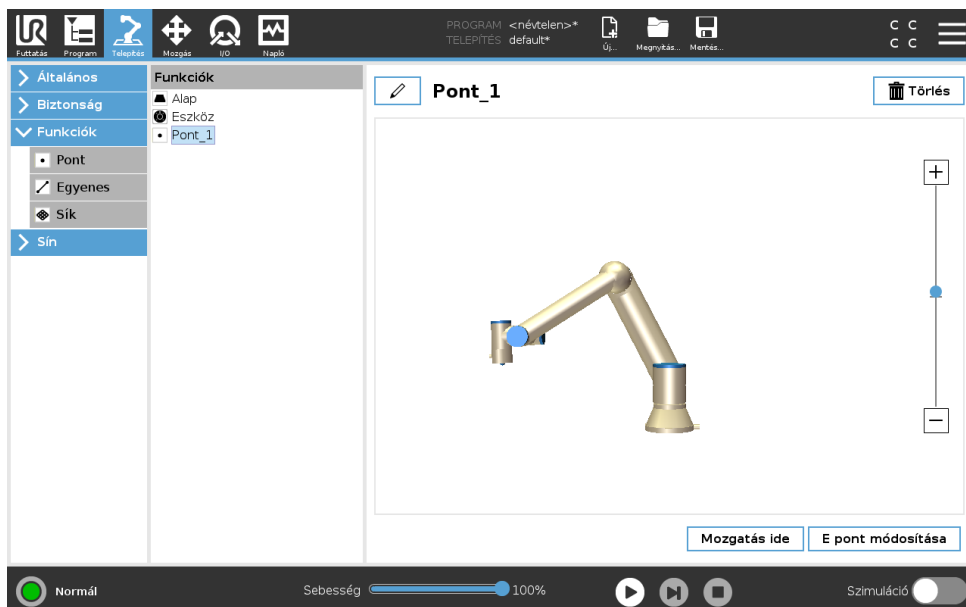 PROGRAM <névtelen>*
TELEPÍTÉS default*
Futtatás Program Telepítés Mozgás I/O Napló
Új... Megnyitás... Mentés...
C C
C C
Általános
Biztonság
Funkciók
Pont
Egyenes
Sík
Sín
Funkciók
Alap
Eszköz
Pont_1
Pont_1
Törlés
Mozgatás ide
E pont módosítása
Normál
Sebesség
100%
Szimuláció